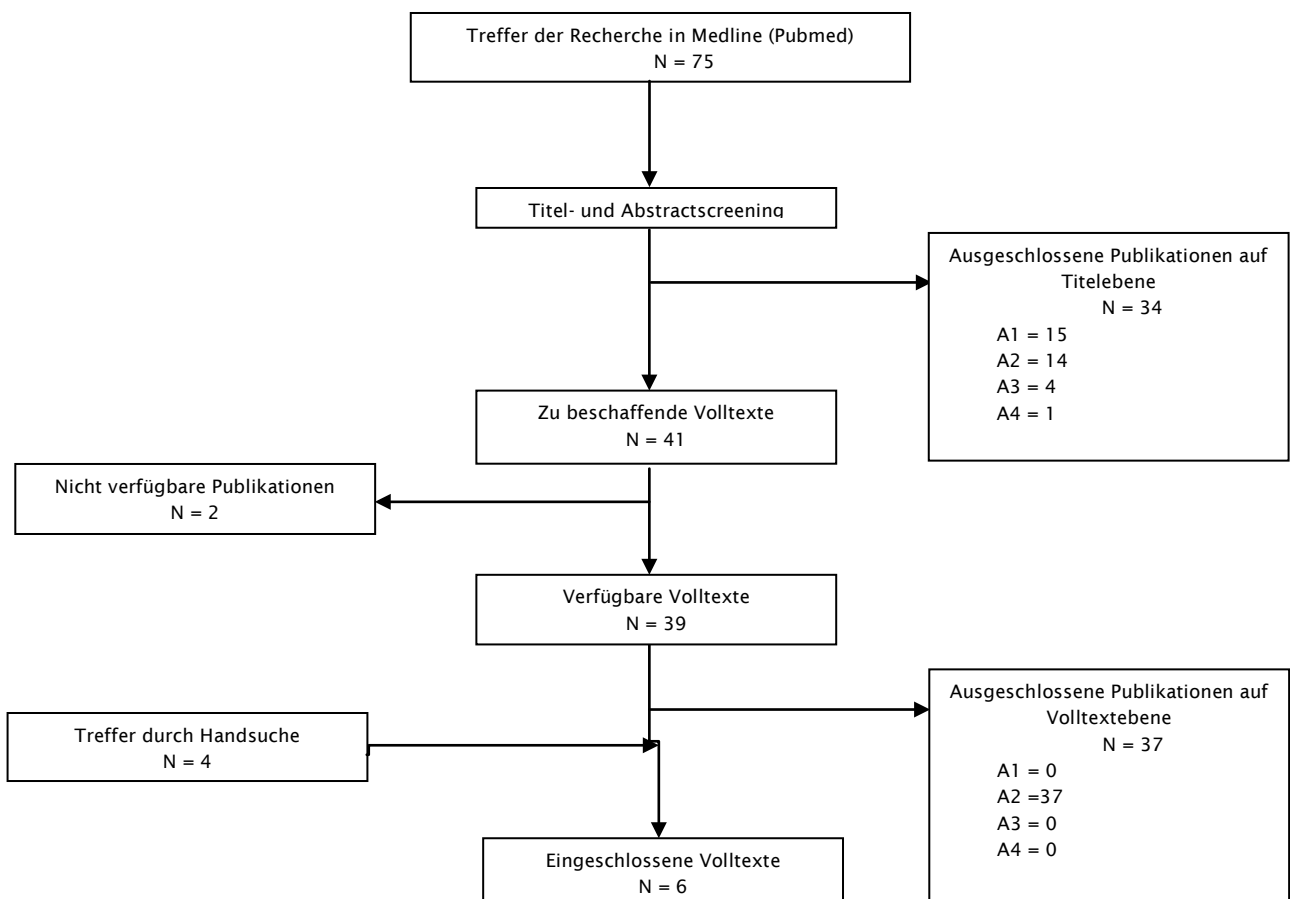 Treffer der Recherche in Medline (Pubmed)
N = 75
Titel- und Abstractscreening
Ausgeschlossene Publikationen auf
Titelebene
N = 34
A1 = 15
A2 = 14
A3 = 4
A4 = 1
Zu beschaffende Volltexte
N = 41
Nicht verfügbare Publikationen
N = 2
Verfügbare Volltexte
N = 39
Ausgeschlossene Publikationen auf
Volltextebene
N = 37
A1 = 0
A2 =37
A3 = 0
A4 = 0
Treffer durch Handsuche
N = 4
Eingeschlossene Volltexte
N = 6